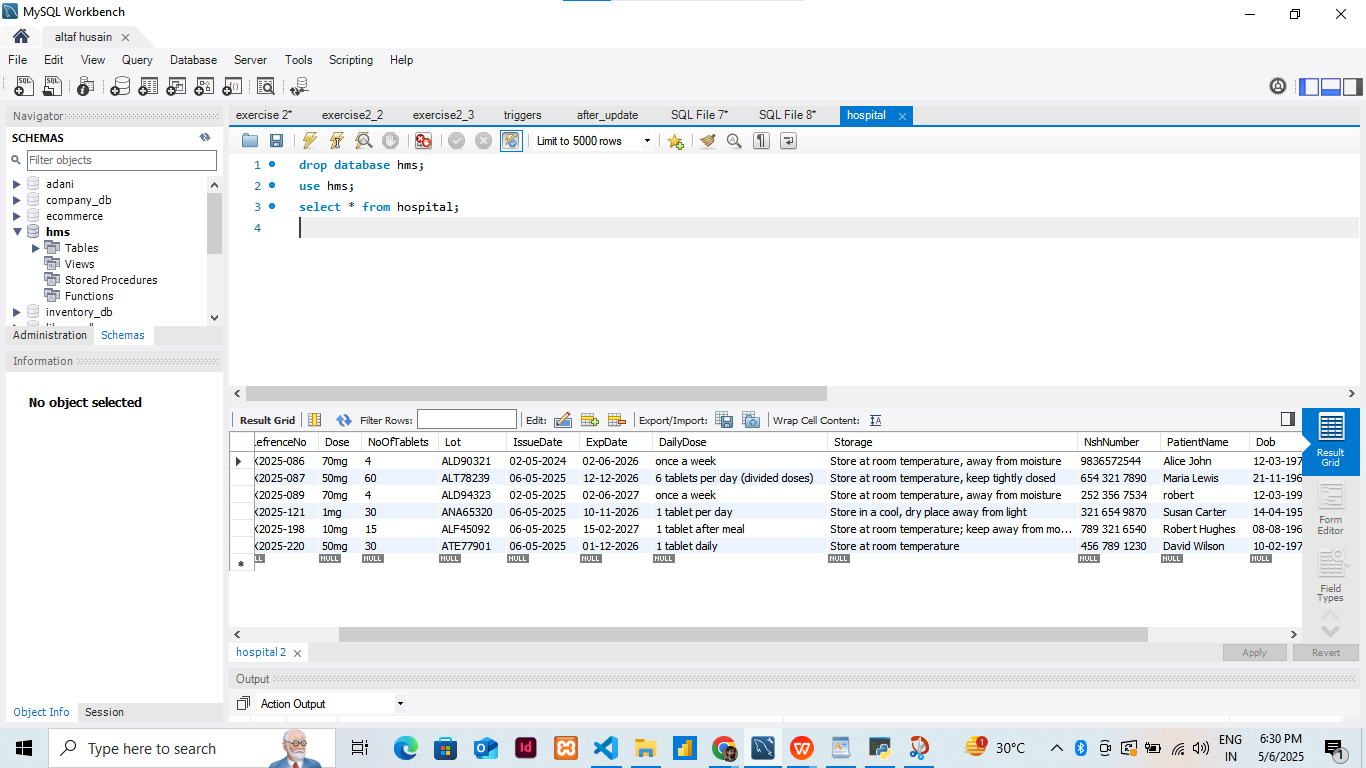 MySQL Workbench
altaf husain
File Edit View Query Database Server Tools Scripting Help
Navigator
SCHEMAS
Filter objects
adani
company_db
ecommerce
hms
Tables
Views
Stored Procedures
Functions
inventory_db
Administration Schemas
Information
No object selected
Object Info Session
exercise 2* exercise2_2 exercise2_3 triggers after_update SQL File 7* SQL File 8* hospital
Limit to 5000 rows
1 drop database hms;
2 use hms;
3 select * from hospital;
4
Result Grid Filter Rows: Edit: Export/Import: Wrap Cell Content:
efrenceNo Dose NoOfTablets Lot IssueDate ExpDate DailyDose Storage NshNumber PatientName Dob
2025-086 70mg 4 ALD90321 02-05-2024 02-06-2026 once a week Store at room temperature, away from moisture 9836572544 Alice John 12-03-197
2025-087 50mg 60 ALT78239 06-05-2025 12-12-2026 6 tablets per day (divided doses) Store at room temperature, keep tightly closed 654 321 7890 Maria Lewis 21-11-196
2025-089 70mg 4 ALD94323 02-05-2025 02-06-2027 once a week Store at room temperature, away from moisture 252 356 7534 robert 12-03-199
2025-121 1mg 30 ANA65320 06-05-2025 10-11-2026 1 tablet per day Store in a cool, dry place away from light 321 654 9870 Susan Carter 14-04-195
2025-198 10mg 15 ALF45092 06-05-2025 15-02-2027 1 tablet after meal Store at room temperature; keep away from mo... 789 321 6540 Robert Hughes 08-08-196
2025-220 50mg 30 ATE77901 06-05-2025 01-12-2026 1 tablet daily Store at room temperature 456 789 1230 David Wilson 10-02-197
NULL NULL NULL NULL NULL NULL NULL NULL NULL NULL
Result Grid
Form Editor
Field Types
hospital 2
Apply Revert
Output
Action Output
Type here to search
30°C
ENG
IN
6:30 PM
5/6/2025
1